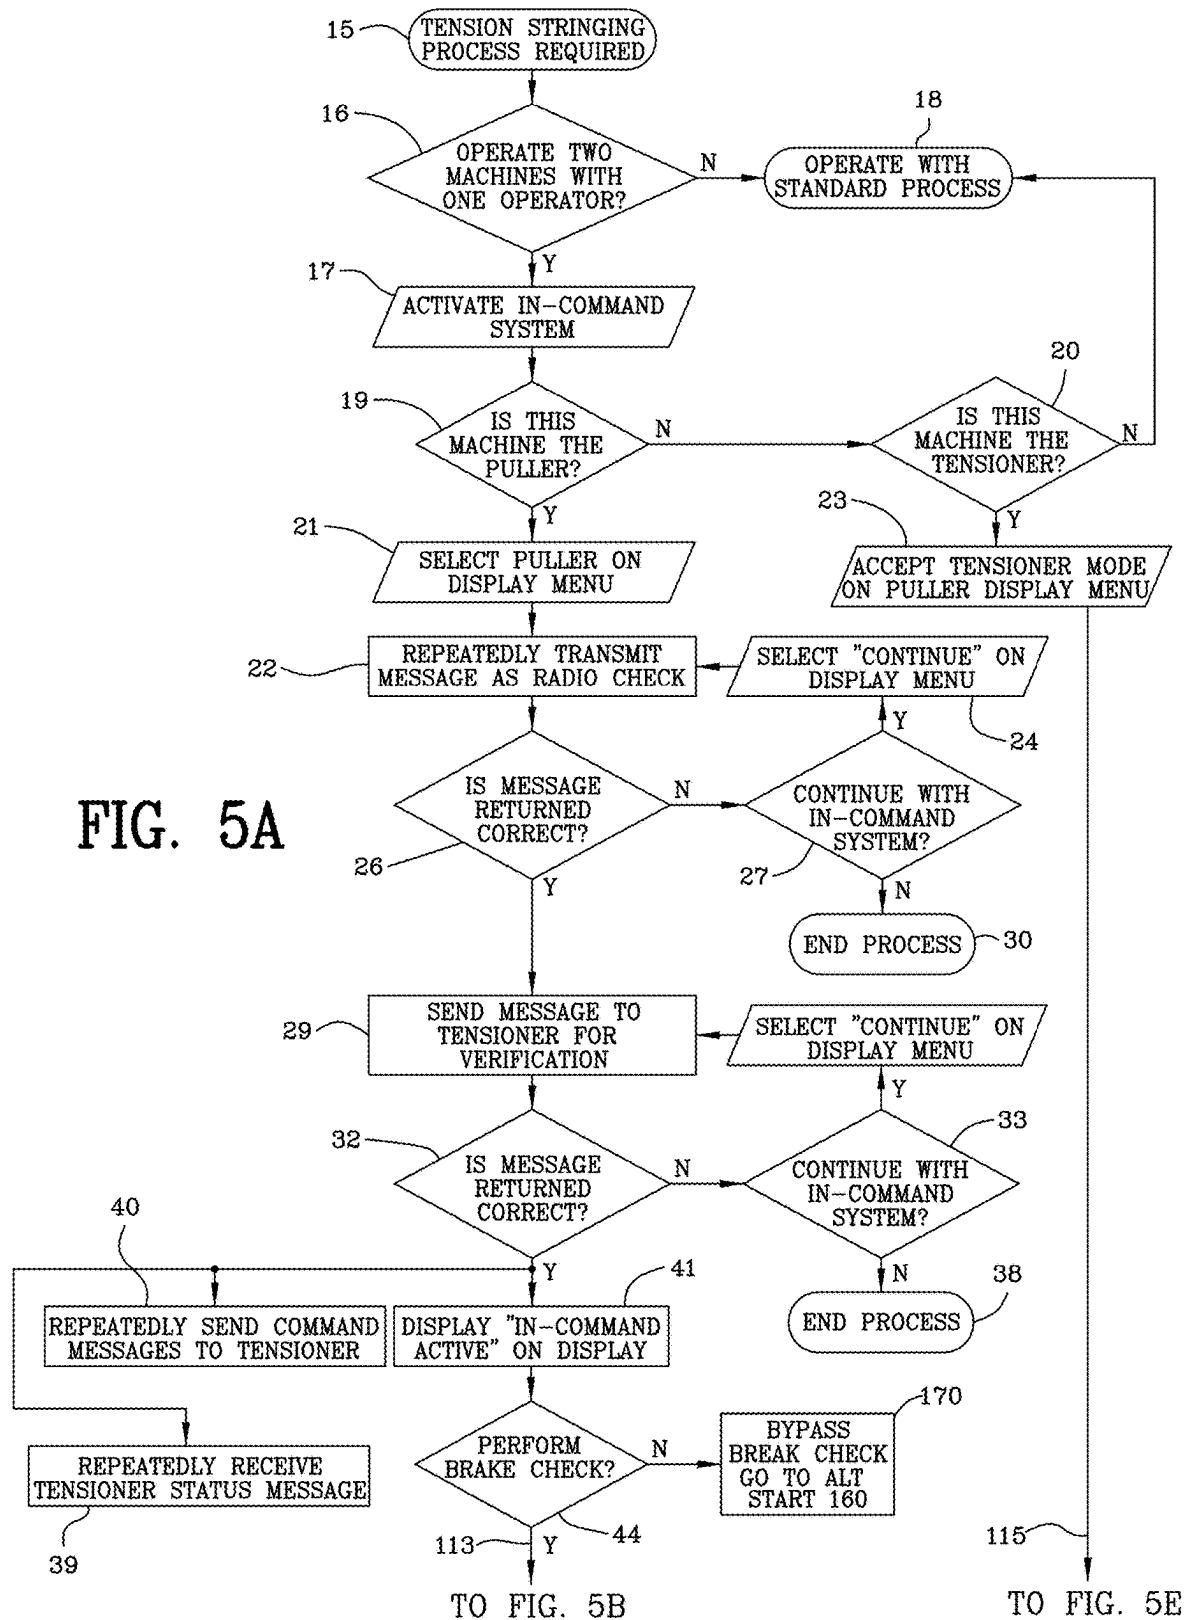 15
TENSION STRINGING
PROCESS REQUIRED
16
OPERATE TWO
MACHINES WITH
ONE OPERATOR?
N
18
OPERATE WITH
STANDARD PROCESS
Y
17
ACTIVATE IN-COMMAND
SYSTEM
19
IS THIS
MACHINE THE
PULLER?
N
20
IS THIS
MACHINE THE
TENSIONER?
N
Y
Y
21
SELECT PULLER ON
DISPLAY MENU
23
ACCEPT TENSIONER MODE
ON PULLER DISPLAY MENU
22
REPEATEDLY TRANSMIT
MESSAGE AS RADIO CHECK
SELECT "CONTINUE" ON
DISPLAY MENU
24
Y
IS MESSAGE
RETURNED
CORRECT?
26
N
CONTINUE WITH
IN-COMMAND
SYSTEM?
27
FIG. 5A
Y
N
END PROCESS
30
29
SEND MESSAGE TO
TENSIONER FOR
VERIFICATION
SELECT "CONTINUE" ON
DISPLAY MENU
Y
32
IS MESSAGE
RETURNED
CORRECT?
N
33
CONTINUE WITH
IN-COMMAND
SYSTEM?
Y
N
END PROCESS
38
40
REPEATEDLY SEND COMMAND
MESSAGES TO TENSIONER
41
DISPLAY "IN-COMMAND
ACTIVE" ON DISPLAY
REPEATEDLY RECEIVE
TENSIONER STATUS MESSAGE
39
PERFORM
BRAKE CHECK?
44
N
170
BYPASS
BREAK CHECK
GO TO ALT
START 160
113
Y
TO FIG. 5B
115
TO FIG. 5E